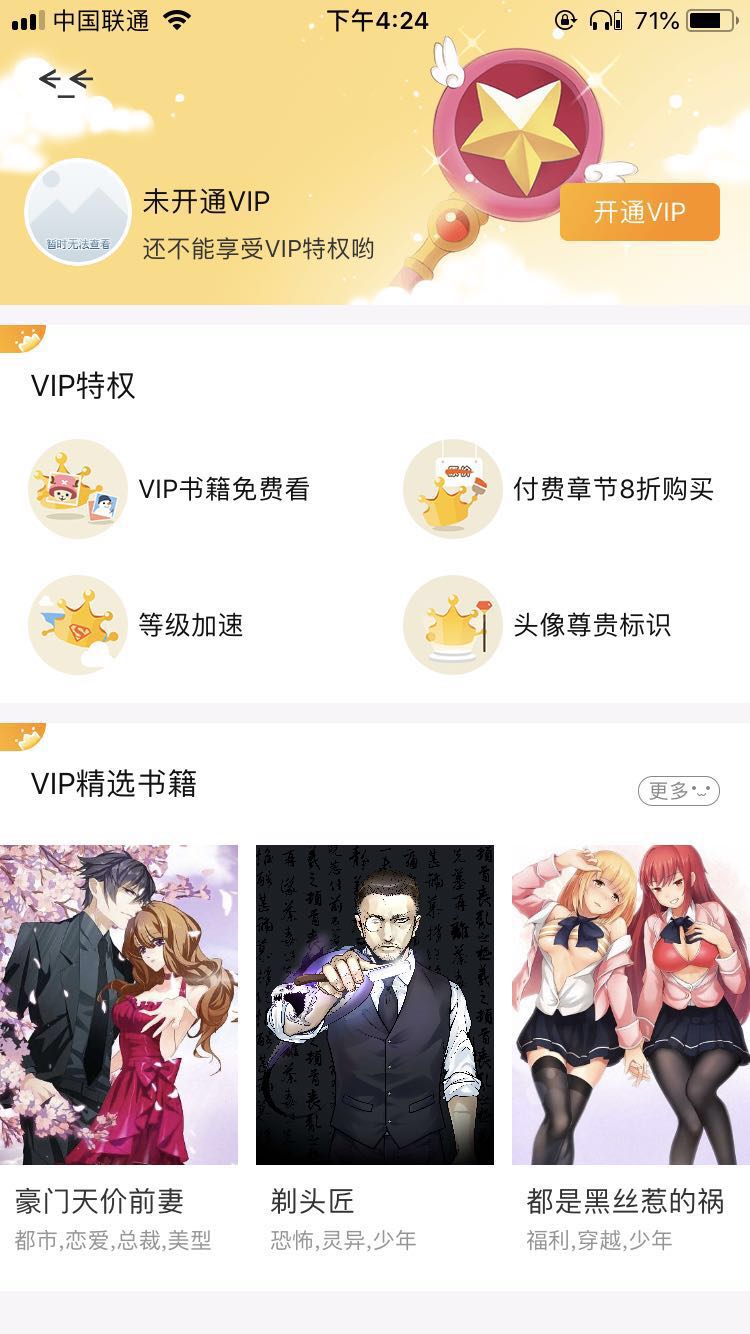 中国联通
下午4:24
71%
未开通VIP
还不能享受VIP特权哟
暂时无法查看
开通VIP
VIP特权
VIP书籍免费看
原价
付费章节8折购买
等级加速
头像尊贵标识
VIP精选书籍
更多
豪门天价前妻
都市,恋爱,总裁,美型
剃头匠
恐怖,灵异,少年
都是黑丝惹的祸
福利,穿越,少年